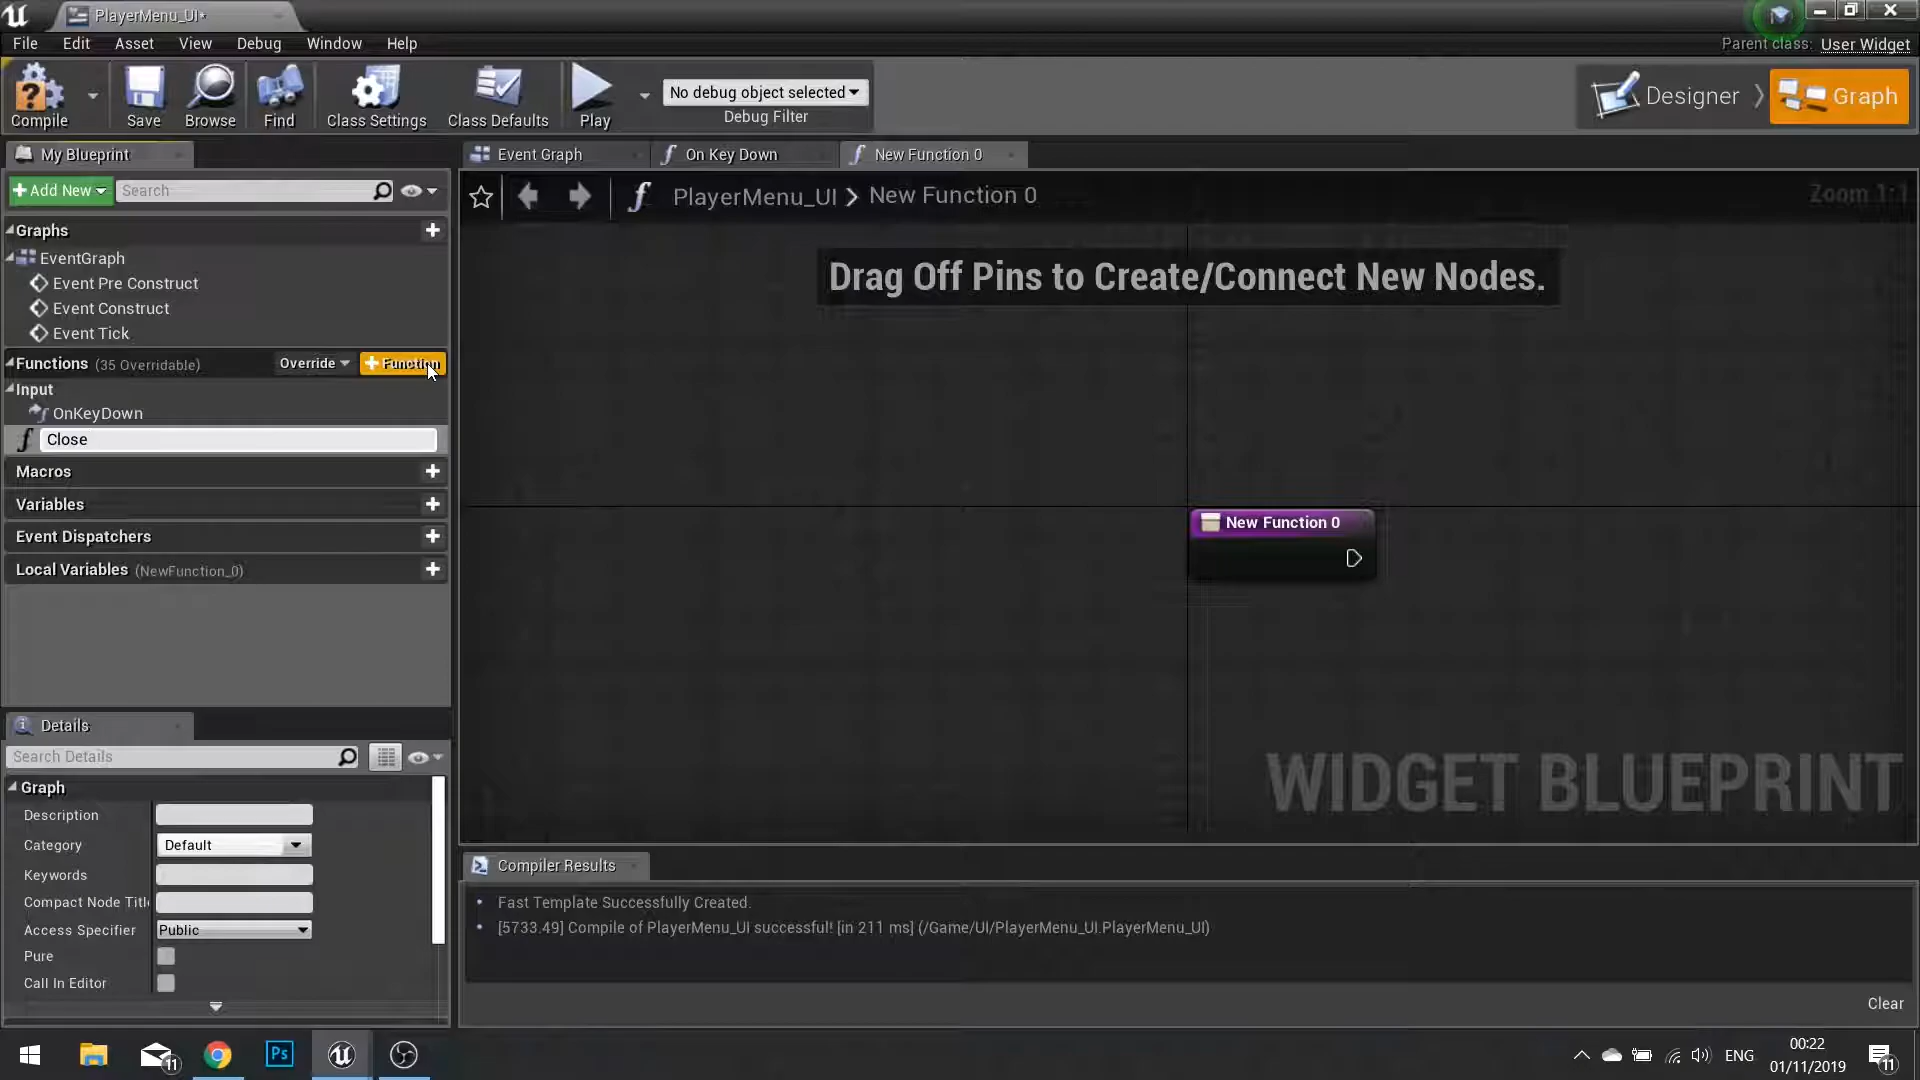 PlayerMenu_UI*
File Edit Asset View Debug Window Help
Parent class: User Widget
Compile Save Browse Find Class Settings Class Defaults Play
No debug object selected
Debug Filter
Designer Graph
My Blueprint
Event Graph On Key Down New Function 0
Add New Search
PlayerMenu_UI > New Function 0
Zoom 1:1
Graphs
EventGraph
Event Pre Construct
Event Construct
Event Tick
Drag Off Pins to Create/Connect New Nodes.
Functions (35 Overridable) Override Function
Input
OnKeyDown
Close
Macros
Variables
Event Dispatchers
Local Variables (NewFunction_0)
New Function 0
WIDGET BLUEPRINT
Details
Search Details
Graph
Description
Category Default
Keywords
Compact Node Titl
Access Specifier Public
Pure
Call In Editor
Compiler Results
• Fast Template Successfully Created.
• [5733.49] Compile of PlayerMenu_UI successful! [in 211 ms] (/Game/UI/PlayerMenu_UI.PlayerMenu_UI)
Clear
11
Ps
ENG
00:22
01/11/2019
11